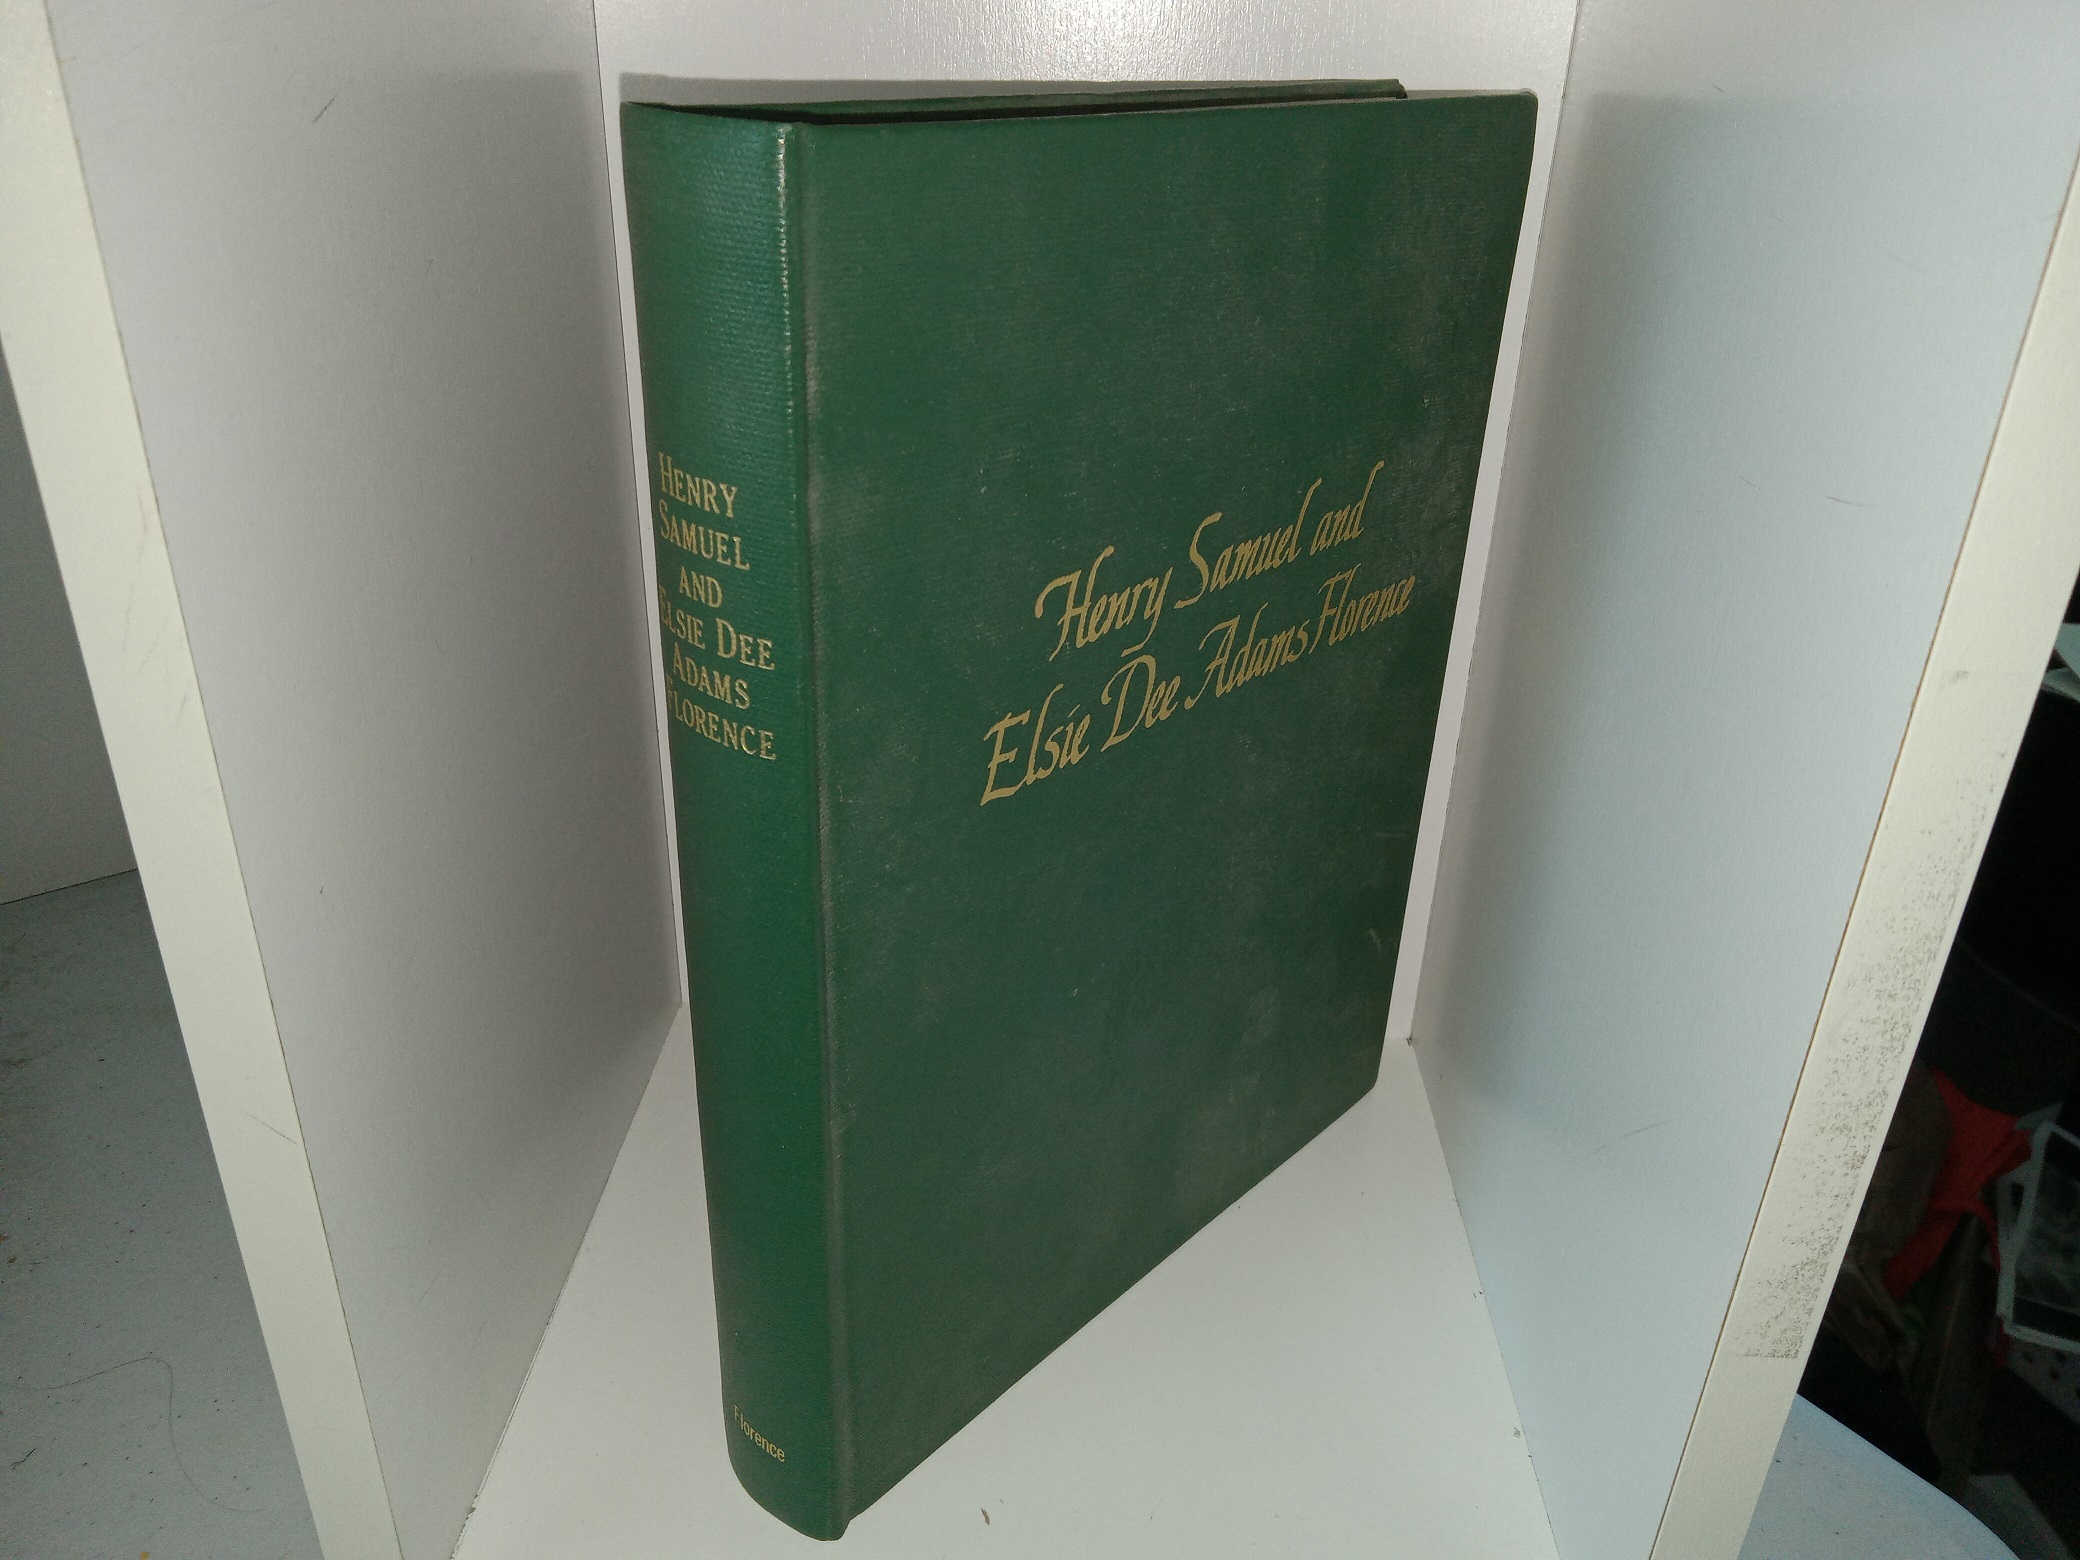 HENRY
SAMUEL
AND
ELSIE DEE
ADAMS
FLORENCE
Florence
Henry Samuel and
Elsie Dee Adams Florence